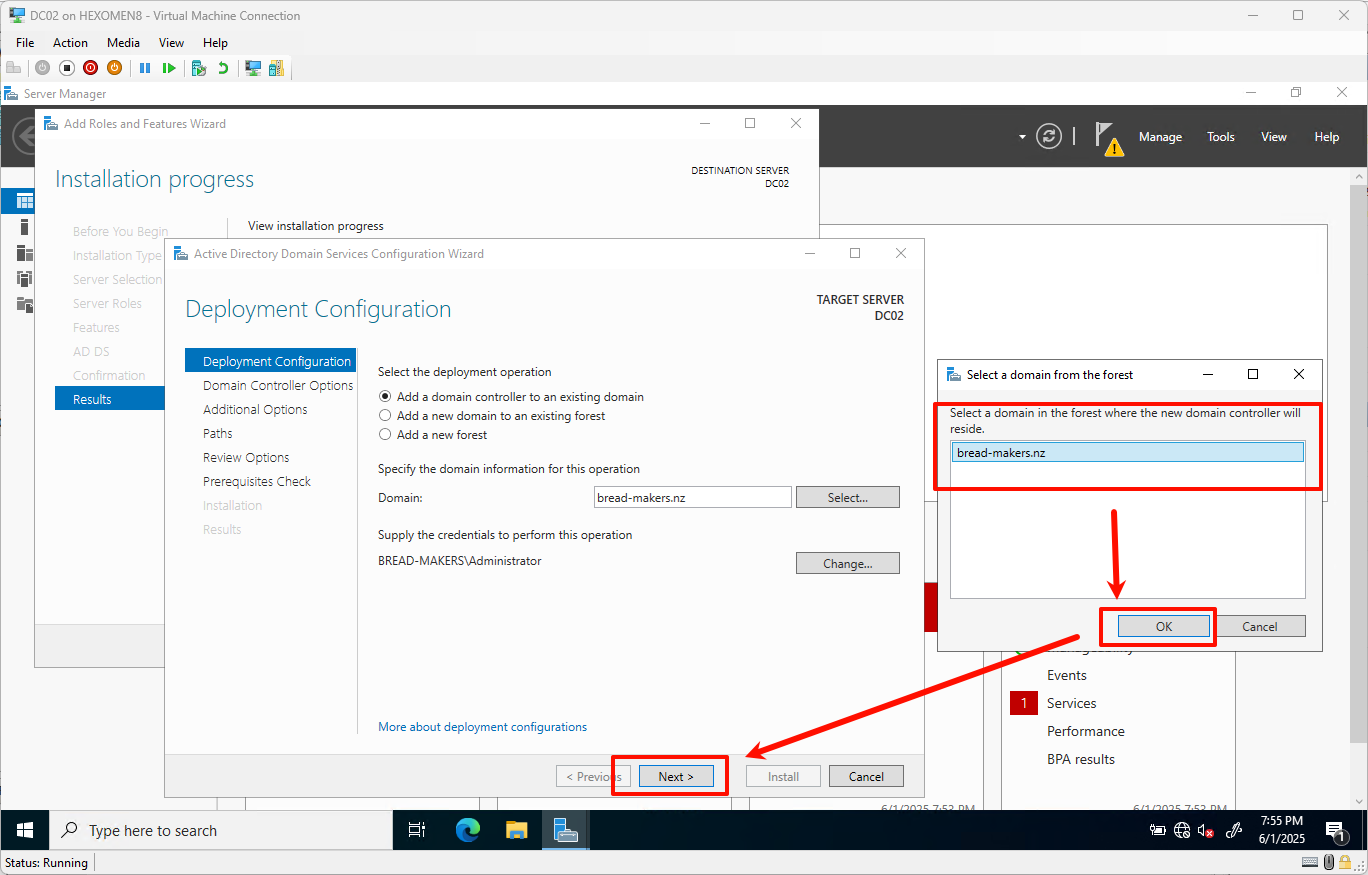 DC02 on HEXOMEN8 - Virtual Machine Connection
File Action Media View Help
Server Manager
Add Roles and Features Wizard
Manage Tools View Help
Installation progress
DESTINATION SERVER
DC02
View installation progress
Before You Begin
Installation Type
Server Selection
Server Roles
Features
AD DS
Confirmation
Results
Active Directory Domain Services Configuration Wizard
Deployment Configuration
TARGET SERVER
DC02
Deployment Configuration
Domain Controller Options
Additional Options
Paths
Review Options
Prerequisites Check
Installation
Results
Select the deployment operation
Add a domain controller to an existing domain
Add a new domain to an existing forest
Add a new forest
Specify the domain information for this operation
Domain:
bread-makers.nz
Select...
Supply the credentials to perform this operation
BREAD-MAKERS\Administrator
Change...
More about deployment configurations
< Previous
Next >
Install
Cancel
Select a domain from the forest
Select a domain in the forest where the new domain controller will
reside.
bread-makers.nz
OK
Cancel
Manageability
Events
1 Services
Performance
BPA results
6/1/2025 7:53 PM
6/1/2025 7:53 PM
Type here to search
7:55 PM
6/1/2025
1
Status: Running